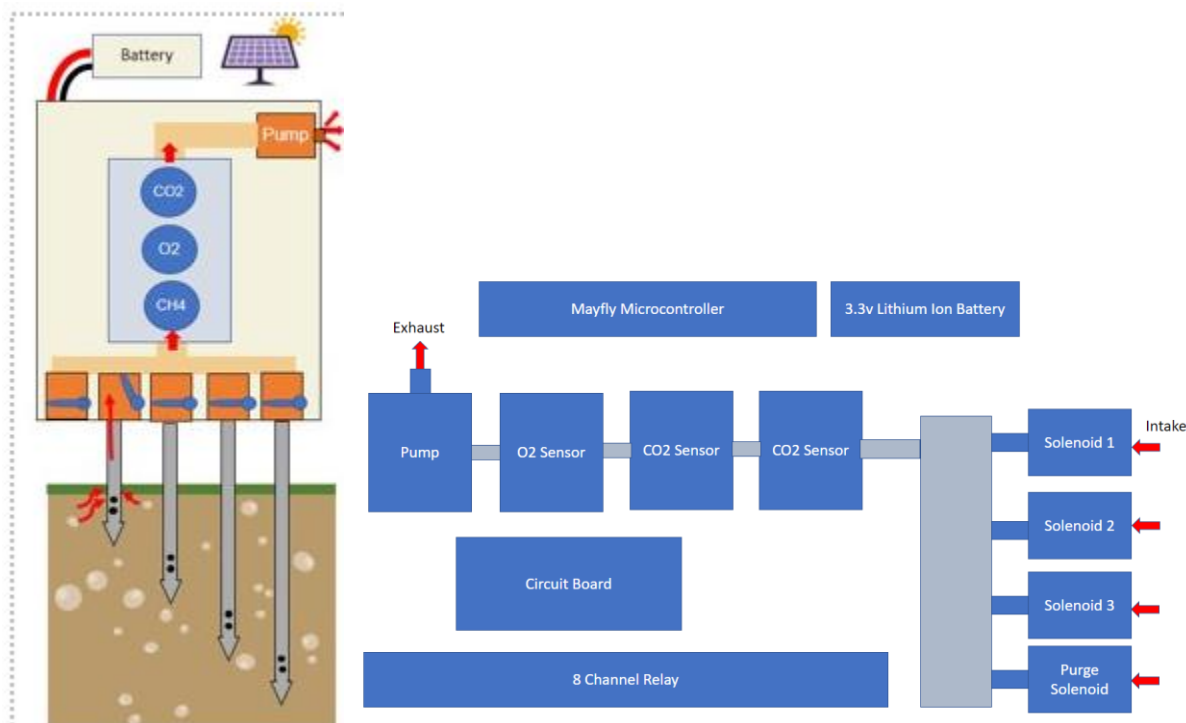 Battery
Pump
CO2
O2
CH4
Mayfly Microcontroller
3.3v Lithium Ion Battery
Exhaust
Pump
O2 Sensor
CO2 Sensor
CO2 Sensor
Solenoid 1
Intake
Solenoid 2
Circuit Board
Solenoid 3
8 Channel Relay
Purge
Solenoid